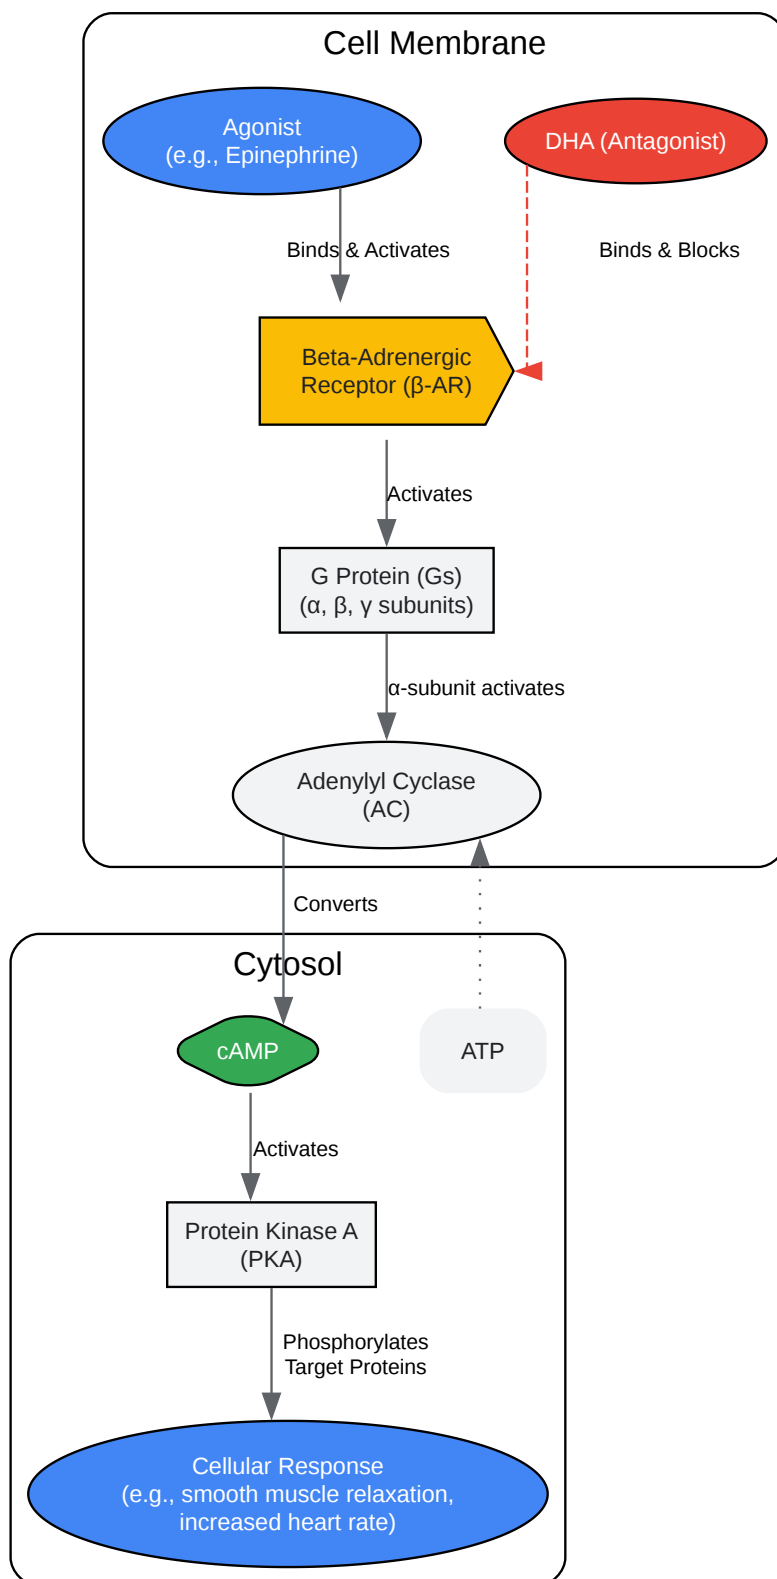 Cell Membrane
Agonist
(e.g., Epinephrine)
DHA (Antagonist)
Binds & Activates
Binds & Blocks
Beta-Adrenergic
Receptor (β-AR)
Activates
G Protein (Gs)
(α, β, γ subunits)
α-subunit activates
Adenylyl Cyclase
(AC)
Converts
Cytosol
cAMP
ATP
Activates
Protein Kinase A
(PKA)
Phosphorylates
Target Proteins
Cellular Response
(e.g., smooth muscle relaxation,
increased heart rate)